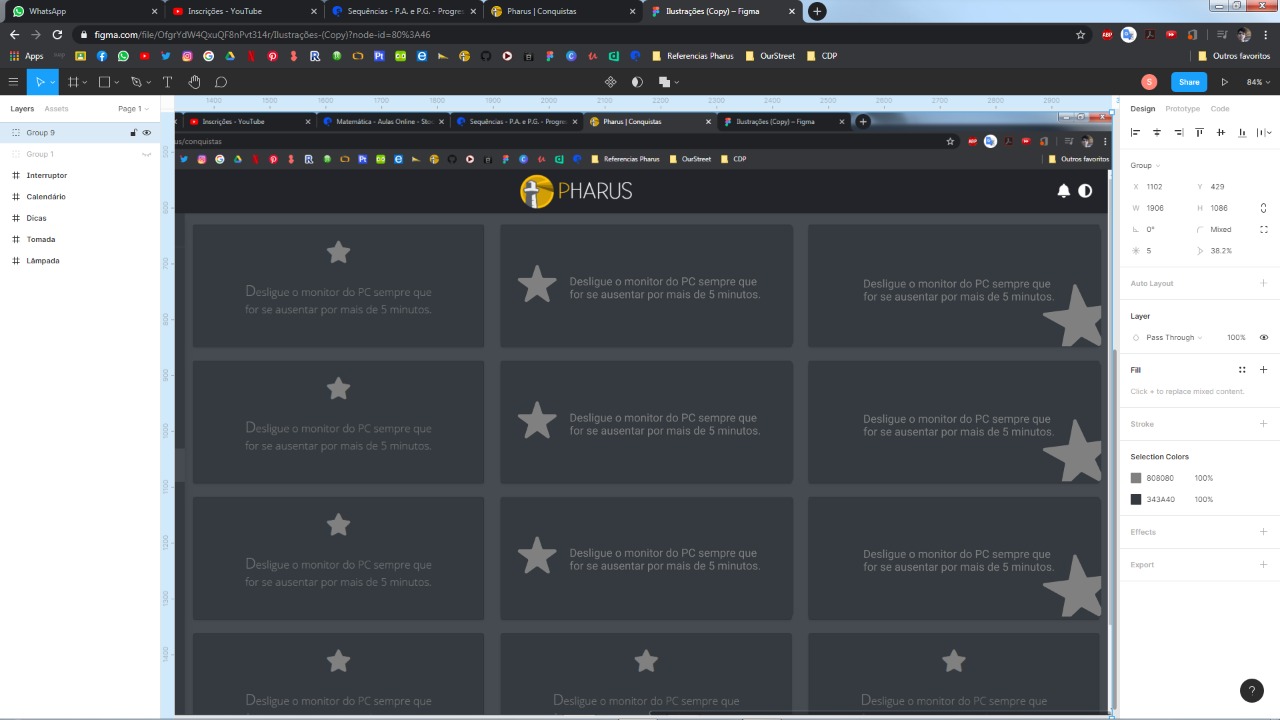 WhatsApp
Inscrições - YouTube
Sequências - P.A. e P.G. - Progres
Pharus | Conquistas
Ilustrações (Copy) – Figma
figma.com/file/OfgrYdW4QxuQF8nPvt314r/Ilustrações-(Copy)?node-id=80%3A6
Apps
Referencias Pharus
OurStreet
CDP
Outros favoritos
S
Share
84%
Layers
Assets
Page 1
Group 9
Group 1
Interruptor
Calendário
Dicas
Tomada
Lâmpada
1400 1500 1600 1700 1800 1900 2000 2100 2200 2300 2400 2500 2600 2700 2800 2900
Inscrições - YouTube
Matemática - Aulas Online - Sto
Sequências - P.A. e P.G. - Progre
Pharus | Conquistas
Ilustrações (Copy) – Figma
us/conquistas
Referencias Pharus
OurStreet
CDP
Outros favoritos
PHARUS
Desligue o monitor do PC sempre que
for se ausentar por mais de 5 minutos.
Desligue o monitor do PC sempre que
for se ausentar por mais de 5 minutos.
Desligue o monitor do PC sempre que
for se ausentar por mais de 5 minutos.
Desligue o monitor do PC sempre que
for se ausentar por mais de 5 minutos.
Desligue o monitor do PC sempre que
for se ausentar por mais de 5 minutos.
Desligue o monitor do PC sempre que
for se ausentar por mais de 5 minutos.
Desligue o monitor do PC sempre que
for se ausentar por mais de 5 minutos.
Desligue o monitor do PC sempre que
for se ausentar por mais de 5 minutos.
Desligue o monitor do PC sempre que
for se ausentar por mais de 5 minutos.
Desligue o monitor do PC sempre que
Desligue o monitor do PC sempre que
Desligue o monitor do PC sempre que
Design
Prototype
Code
Group
X 1102 Y 429
W 1906 H 1086
0° Mixed
5 38.2%
Auto Layout
Layer
Pass Through 100%
Fill
Click + to replace mixed content.
Stroke
Selection Colors
808080 100%
343A40 100%
Effects
Export
?